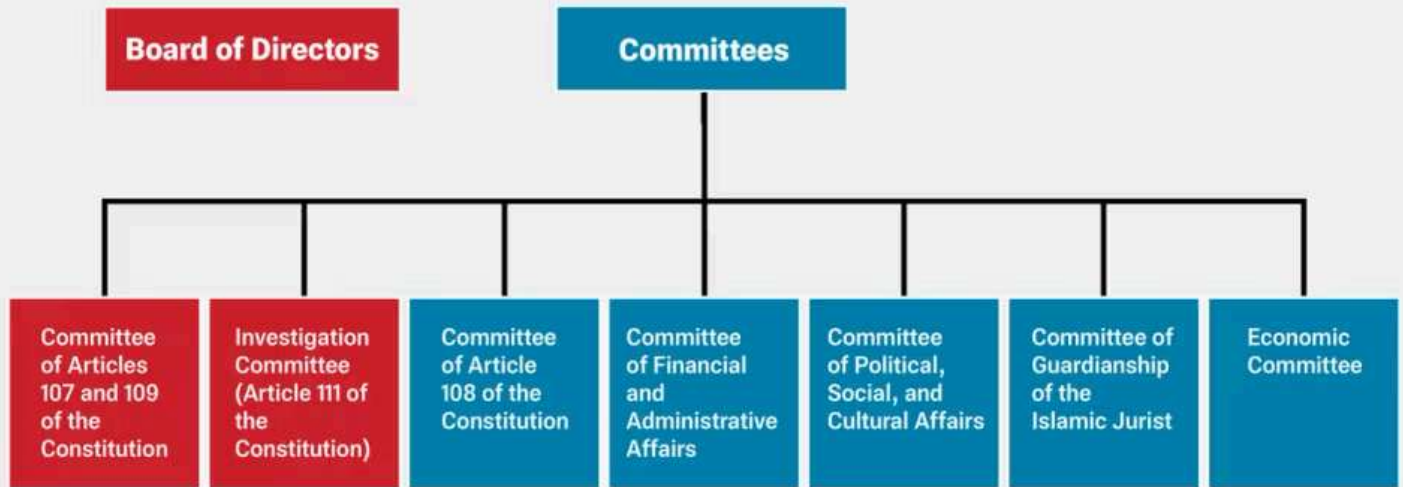 Board of Directors
Committees
Committee
of Articles
107 and 109
of the
Constitution
Investigation
Committee
(Article 111 of
the
Constitution)
Committee
of Article
108 of the
Constitution
Committee
of Financial
and
Administrative
Affairs
Committee
of Political,
Social, and
Cultural Affairs
Committee of
Guardianship
of the
Islamic Jurist
Economic
Committee